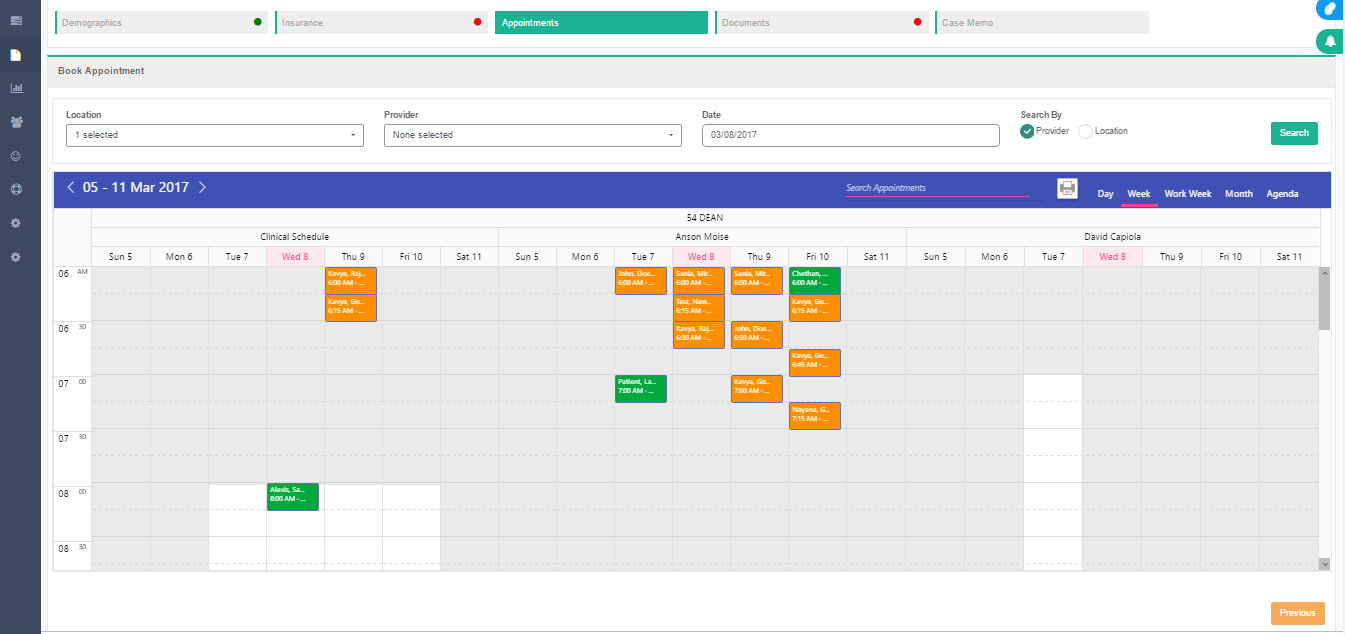 Demographics Insurance Appointments Documents Case Memo
Book Appointment
Location Provider Date Search By
1 selected None selected 03/08/2017 Provider Location Search
05 - 11 Mar 2017 Search Appointments Day Week Work Week Month Agenda
54 DEAN
Clinical Schedule Anson Moise David Capiola
Sun 5 Mon 6 Tue 7 Wed 8 Thu 9 Fri 10 Sat 11 Sun 5 Mon 6 Tue 7 Wed 8 Thu 9 Fri 10 Sat 11 Sun 5 Mon 6 Tue 7 Wed 8 Thu 9 Fri 10 Sat 11
06 AM Kavya, Raj... John, Doe... Sania, Mir... Sania, Mir... Chethan, ...
6:00 AM - ... 6:00 AM - ... 6:00 AM - ... 6:00 AM - ... 6:00 AM - ...
Kavya, Go... Test, New... Kavya, Go...
6:15 AM - ... 6:15 AM - ... 6:15 AM - ...
06 30 Kavya, Raj... John, Doe...
6:30 AM - ... 6:30 AM - ...
Kavya, Go...
6:45 AM - ...
07 00 Patient, La... Kavya, Go...
7:00 AM - ... 7:00 AM - ...
Nayana, G...
7:15 AM - ...
07 30
08 00 Alexis, Sa...
8:00 AM - ...
08 30
Previous